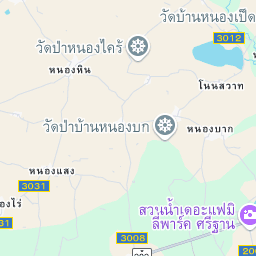 วัดบ้านหนองเป็ด
3012
วัดป่าหนองไคร้
หนองหิน
โนนสวาท
วัดป่าบ้านหนองบก
หนองบาก
หนองแสง
3031
องไร่
สวนน้ำเดอะแฟมิ
ลี่พาร์ค ศรีฐาน
3031
3008
202